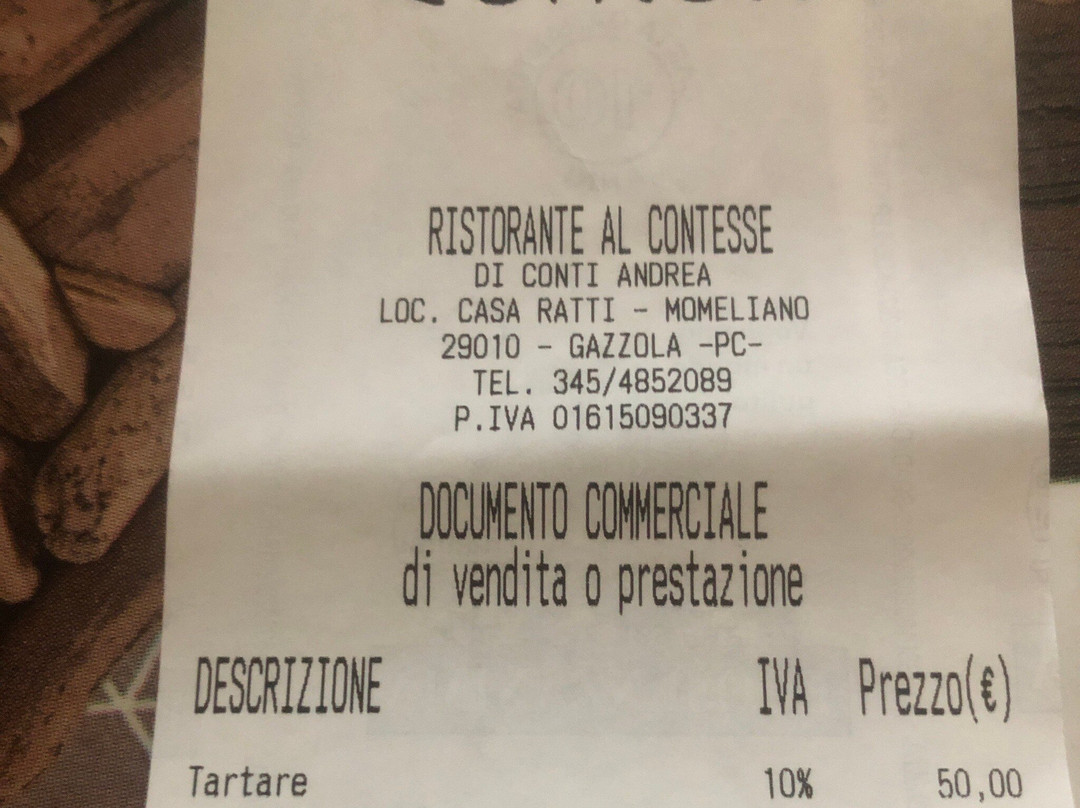 RISTORANTE AL CONTESSE
DI CONTI ANDREA
LOC. CASA RATTI - MOMELIANO
29010 - GAZZOLA -PC-
TEL. 345/4852089
P.IVA 01615090337
DOCUMENTO COMMERCIALE
di vendita o prestazione
DESCRIZIONE IVA Prezzo(€)
Tartare 10% 50,00